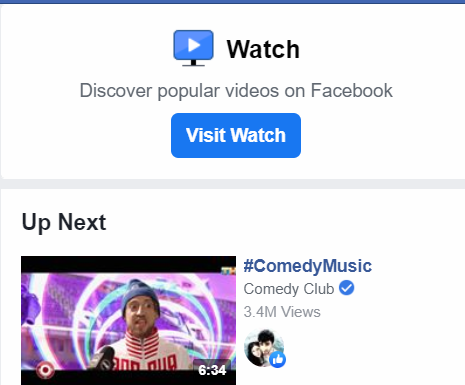 Watch
Discover popular videos on Facebook
Visit Watch
Up Next
#ComedyMusic
Comedy Club
3.4M Views
6:34